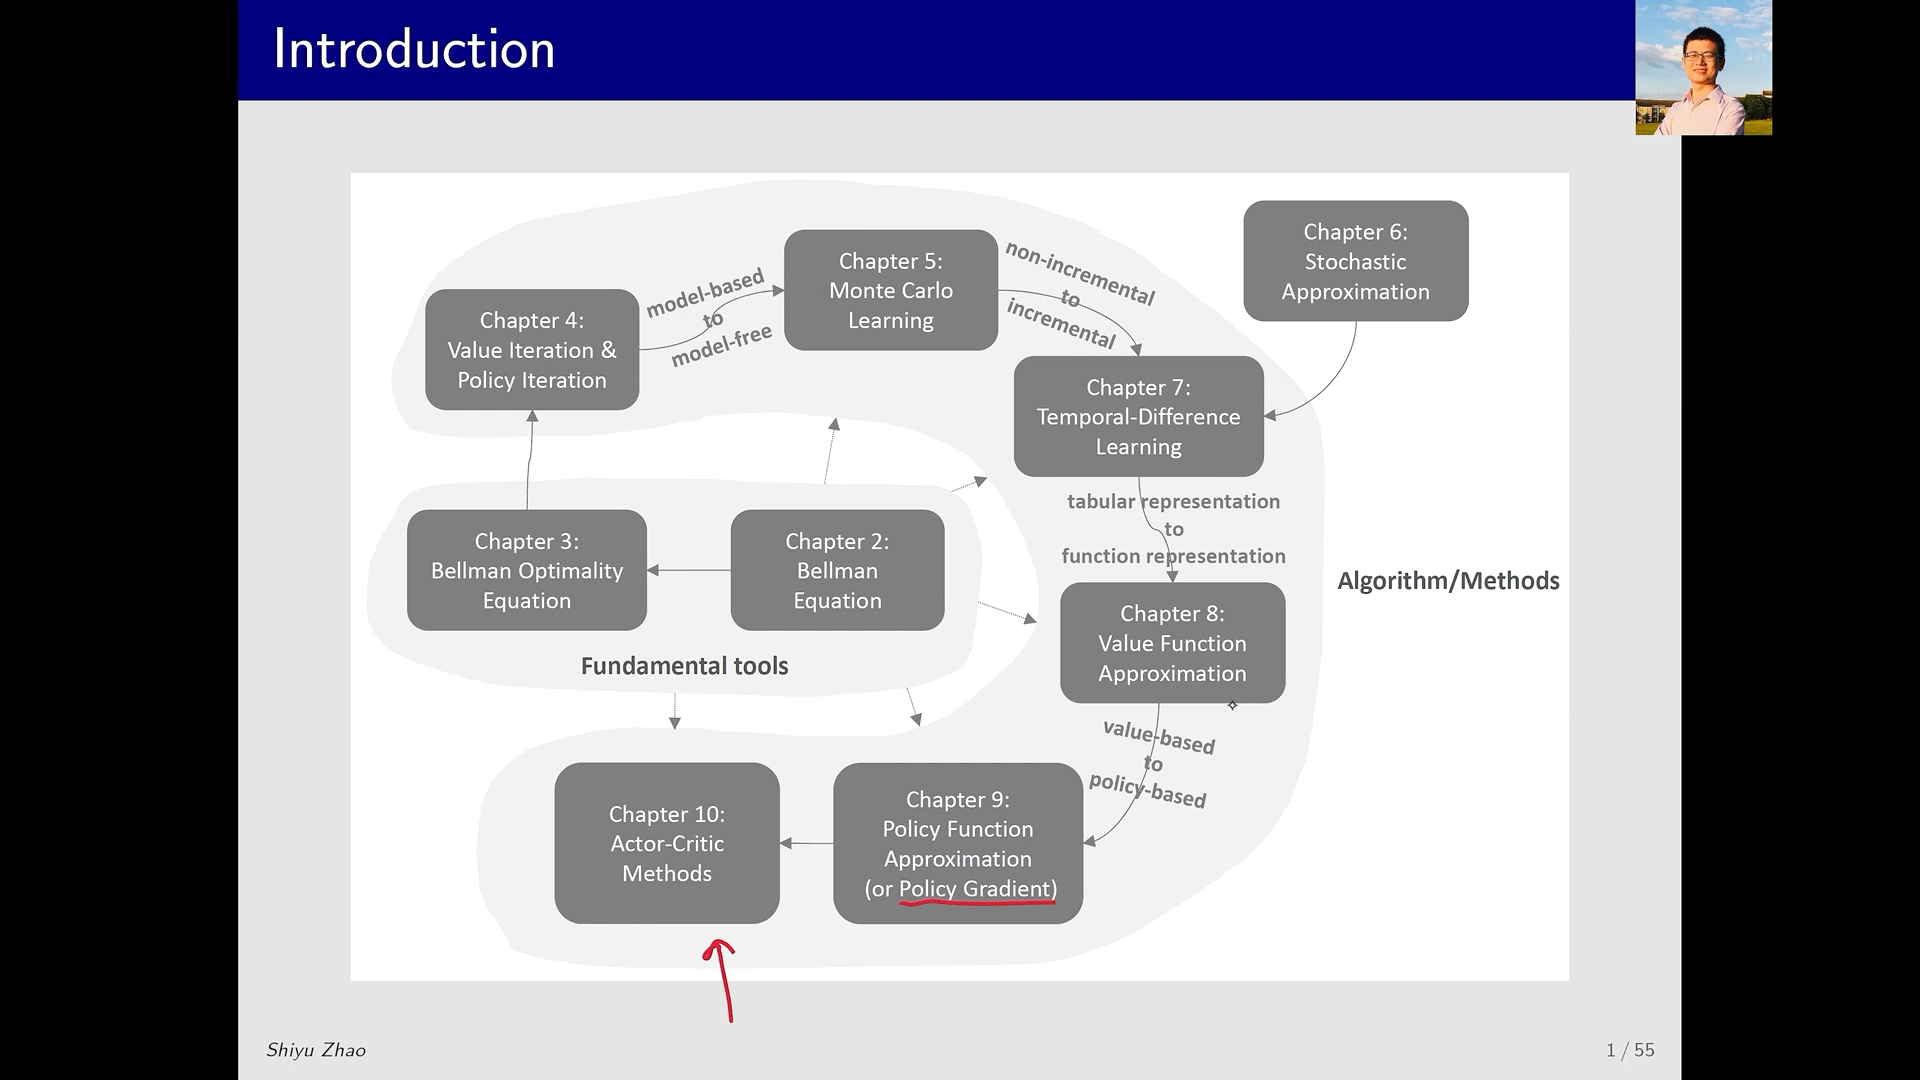 Introduction
Chapter 4:
Value Iteration &
Policy Iteration
model-based
to
model-free
Chapter 5:
Monte Carlo
Learning
non-incremental
to
incremental
Chapter 6:
Stochastic
Approximation
Chapter 7:
Temporal-Difference
Learning
tabular representation
to
function representation
Chapter 3:
Bellman Optimality
Equation
Chapter 2:
Bellman
Equation
Fundamental tools
Chapter 8:
Value Function
Approximation
Algorithm/Methods
value-based
to
policy-based
Chapter 10:
Actor-Critic
Methods
Chapter 9:
Policy Function
Approximation
(or Policy Gradient)
Shiyu Zhao
1 / 55